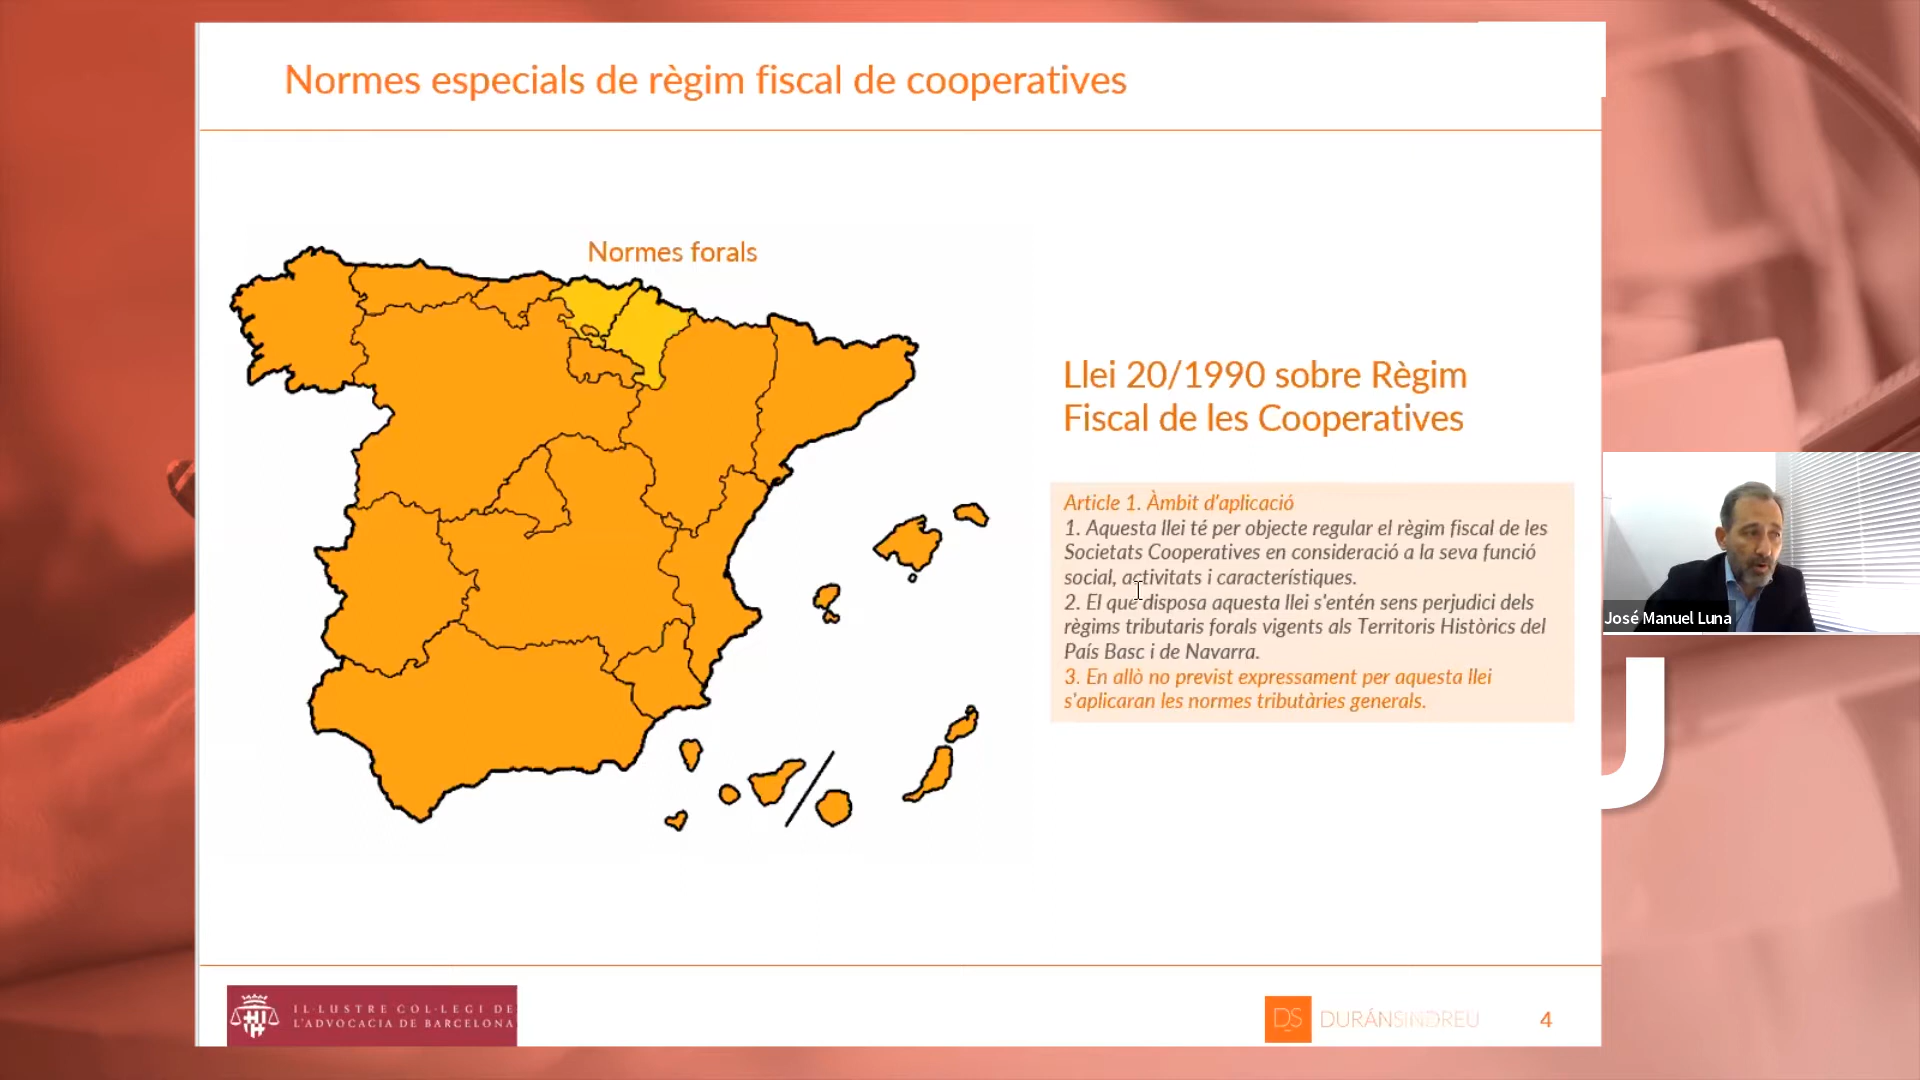 Normes especials de règim fiscal de cooperatives
Normes forals
Llei 20/1990 sobre Règim
Fiscal de les Cooperatives
Article 1. Àmbit d'aplicació
1. Aquesta llei té per objecte regular el règim fiscal de les
Societats Cooperatives en consideració a la seva funció
social, activitats i característiques.
2. El que disposa aquesta llei s'entén sens perjudici dels
règims tributaris forals vigents als Territoris Històrics del
País Basc i de Navarra.
3. En allò no previst expressament per aquesta llei
s'aplicaran les normes tributàries generals.
José Manuel Luna
IL·LUSTRE COL·LEGI DE
L'ADVOCACIA DE BARCELONA
DS
DURÁNSINDREU
4